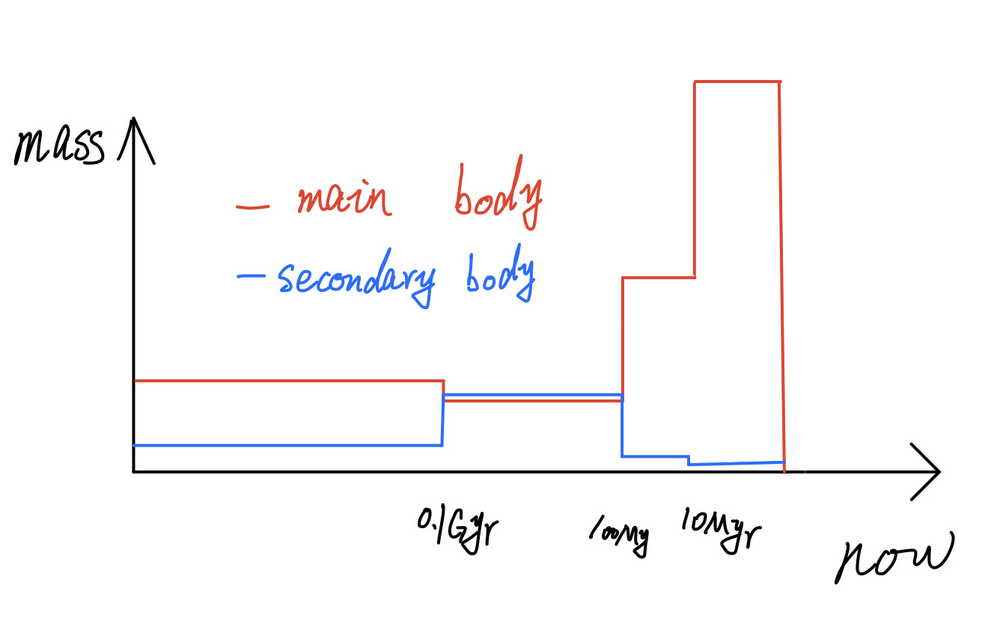 mass
— main body
— secondary body
0.1Gyr
100My
10Myr
now